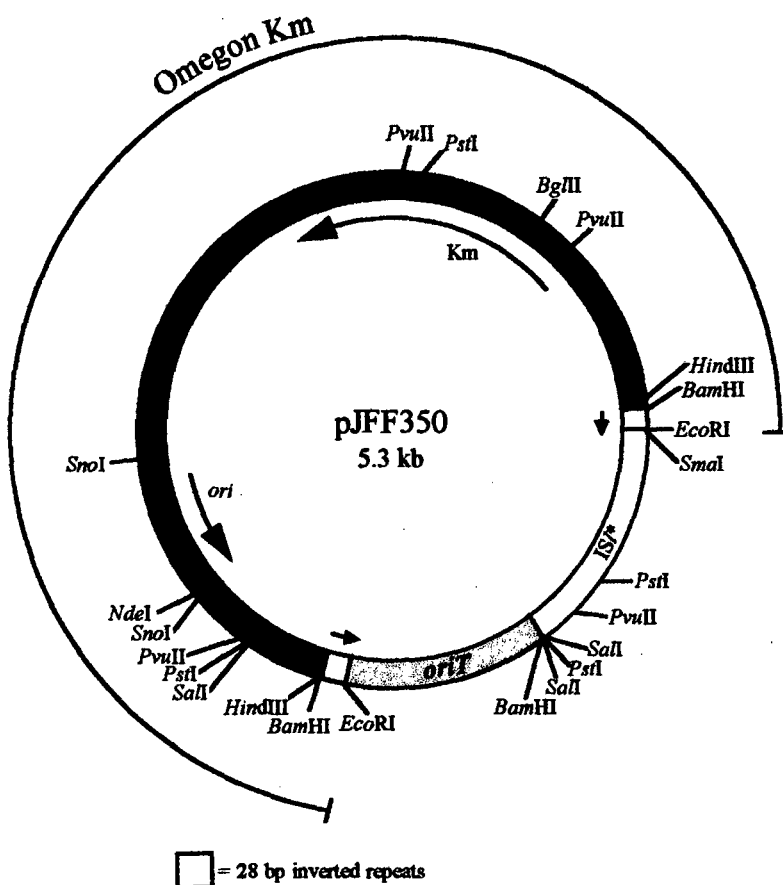 Omegon Km
PvuII
PstI
BglII
PvuII
Km
HindIII
BamHI
EcoRI
SmaI
pJFF350
5.3 kb
SnoI
ori
IS1*
PstI
PvuII
SalI
PstI
SalI
BamHI
NdeI
SnoI
PvuII
PstI
SalI
HindIII
BamHI
EcoRI
oriT
= 28 bp inverted repeats